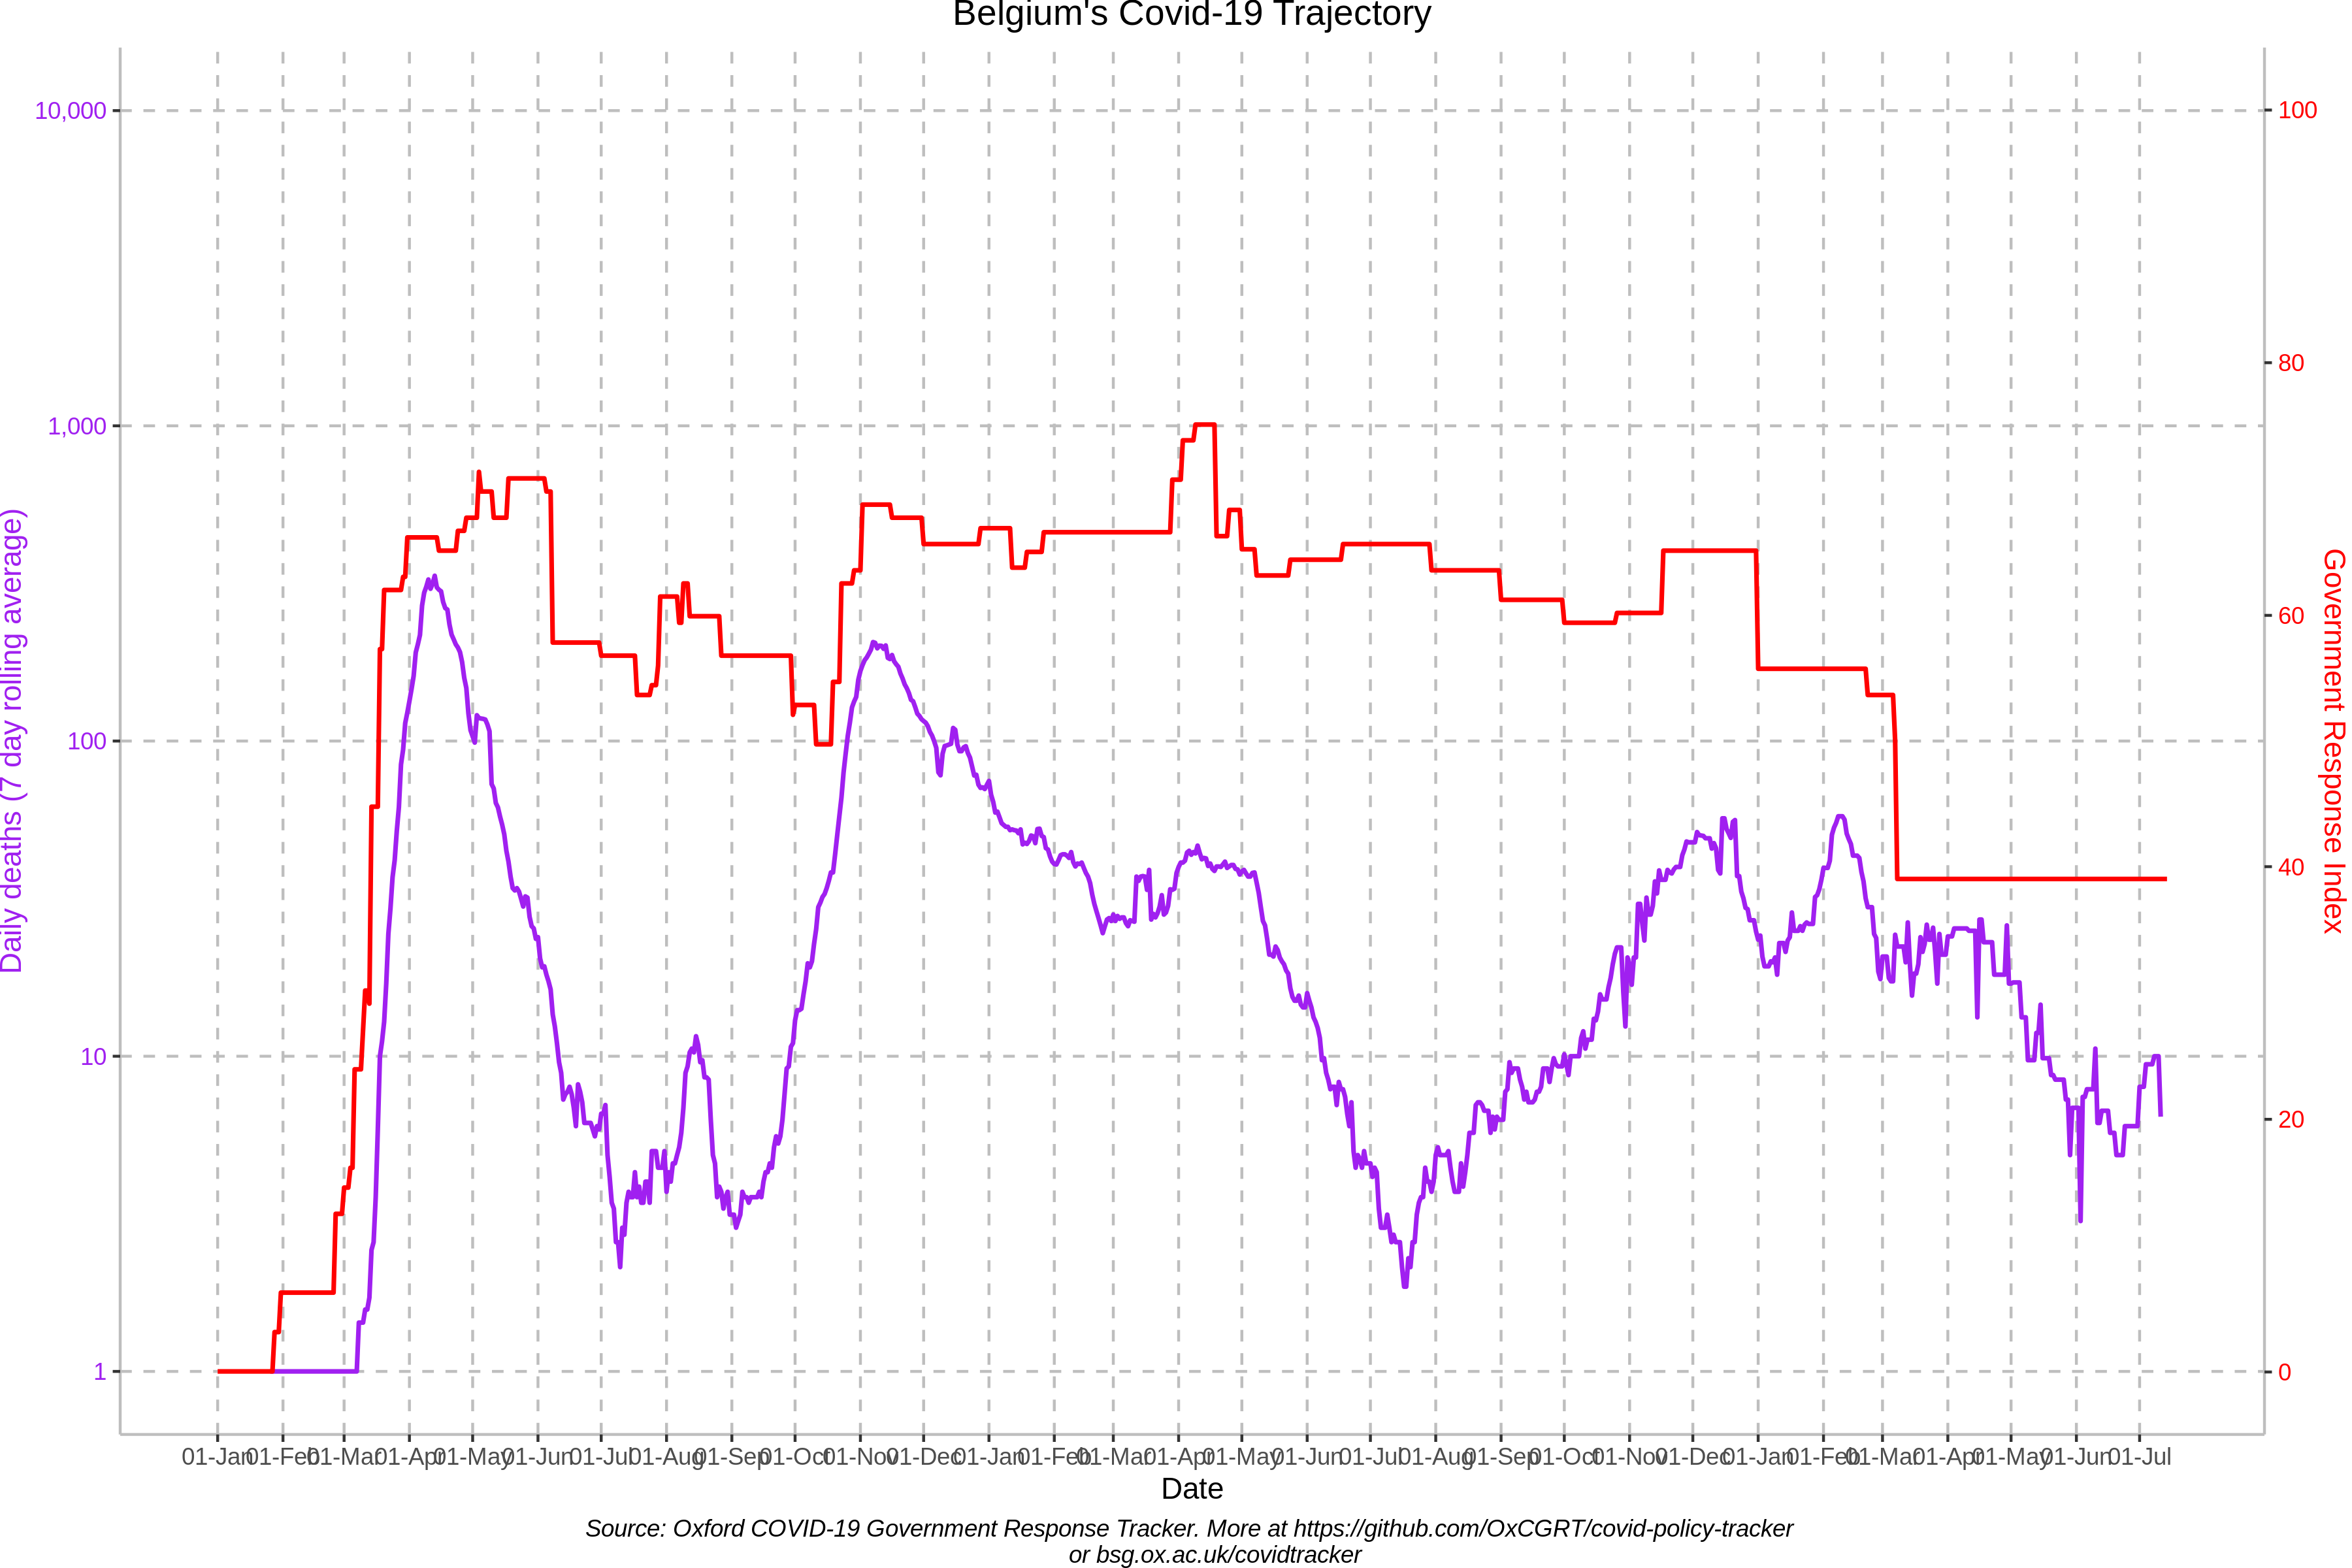 Belgium's Covid-19 Trajectory
10,000
1,000
100
10
1
Daily deaths (7 day rolling average)
100
80
60
40
20
0
Government Response Index
01-Jan 01-Feb 01-Mar 01-Apr 01-May 01-Jun 01-Jul 01-Aug 01-Sep 01-Oct 01-Nov 01-Dec 01-Jan 01-Feb 01-Mar 01-Apr 01-May 01-Jun 01-Jul 01-Aug 01-Sep 01-Oct 01-Nov 01-Dec 01-Jan 01-Feb 01-Mar 01-Apr 01-May 01-Jun 01-Jul
Date
Source: Oxford COVID-19 Government Response Tracker. More at https://github.com/OxCGRT/covid-policy-tracker
or bsg.ox.ac.uk/covidtracker